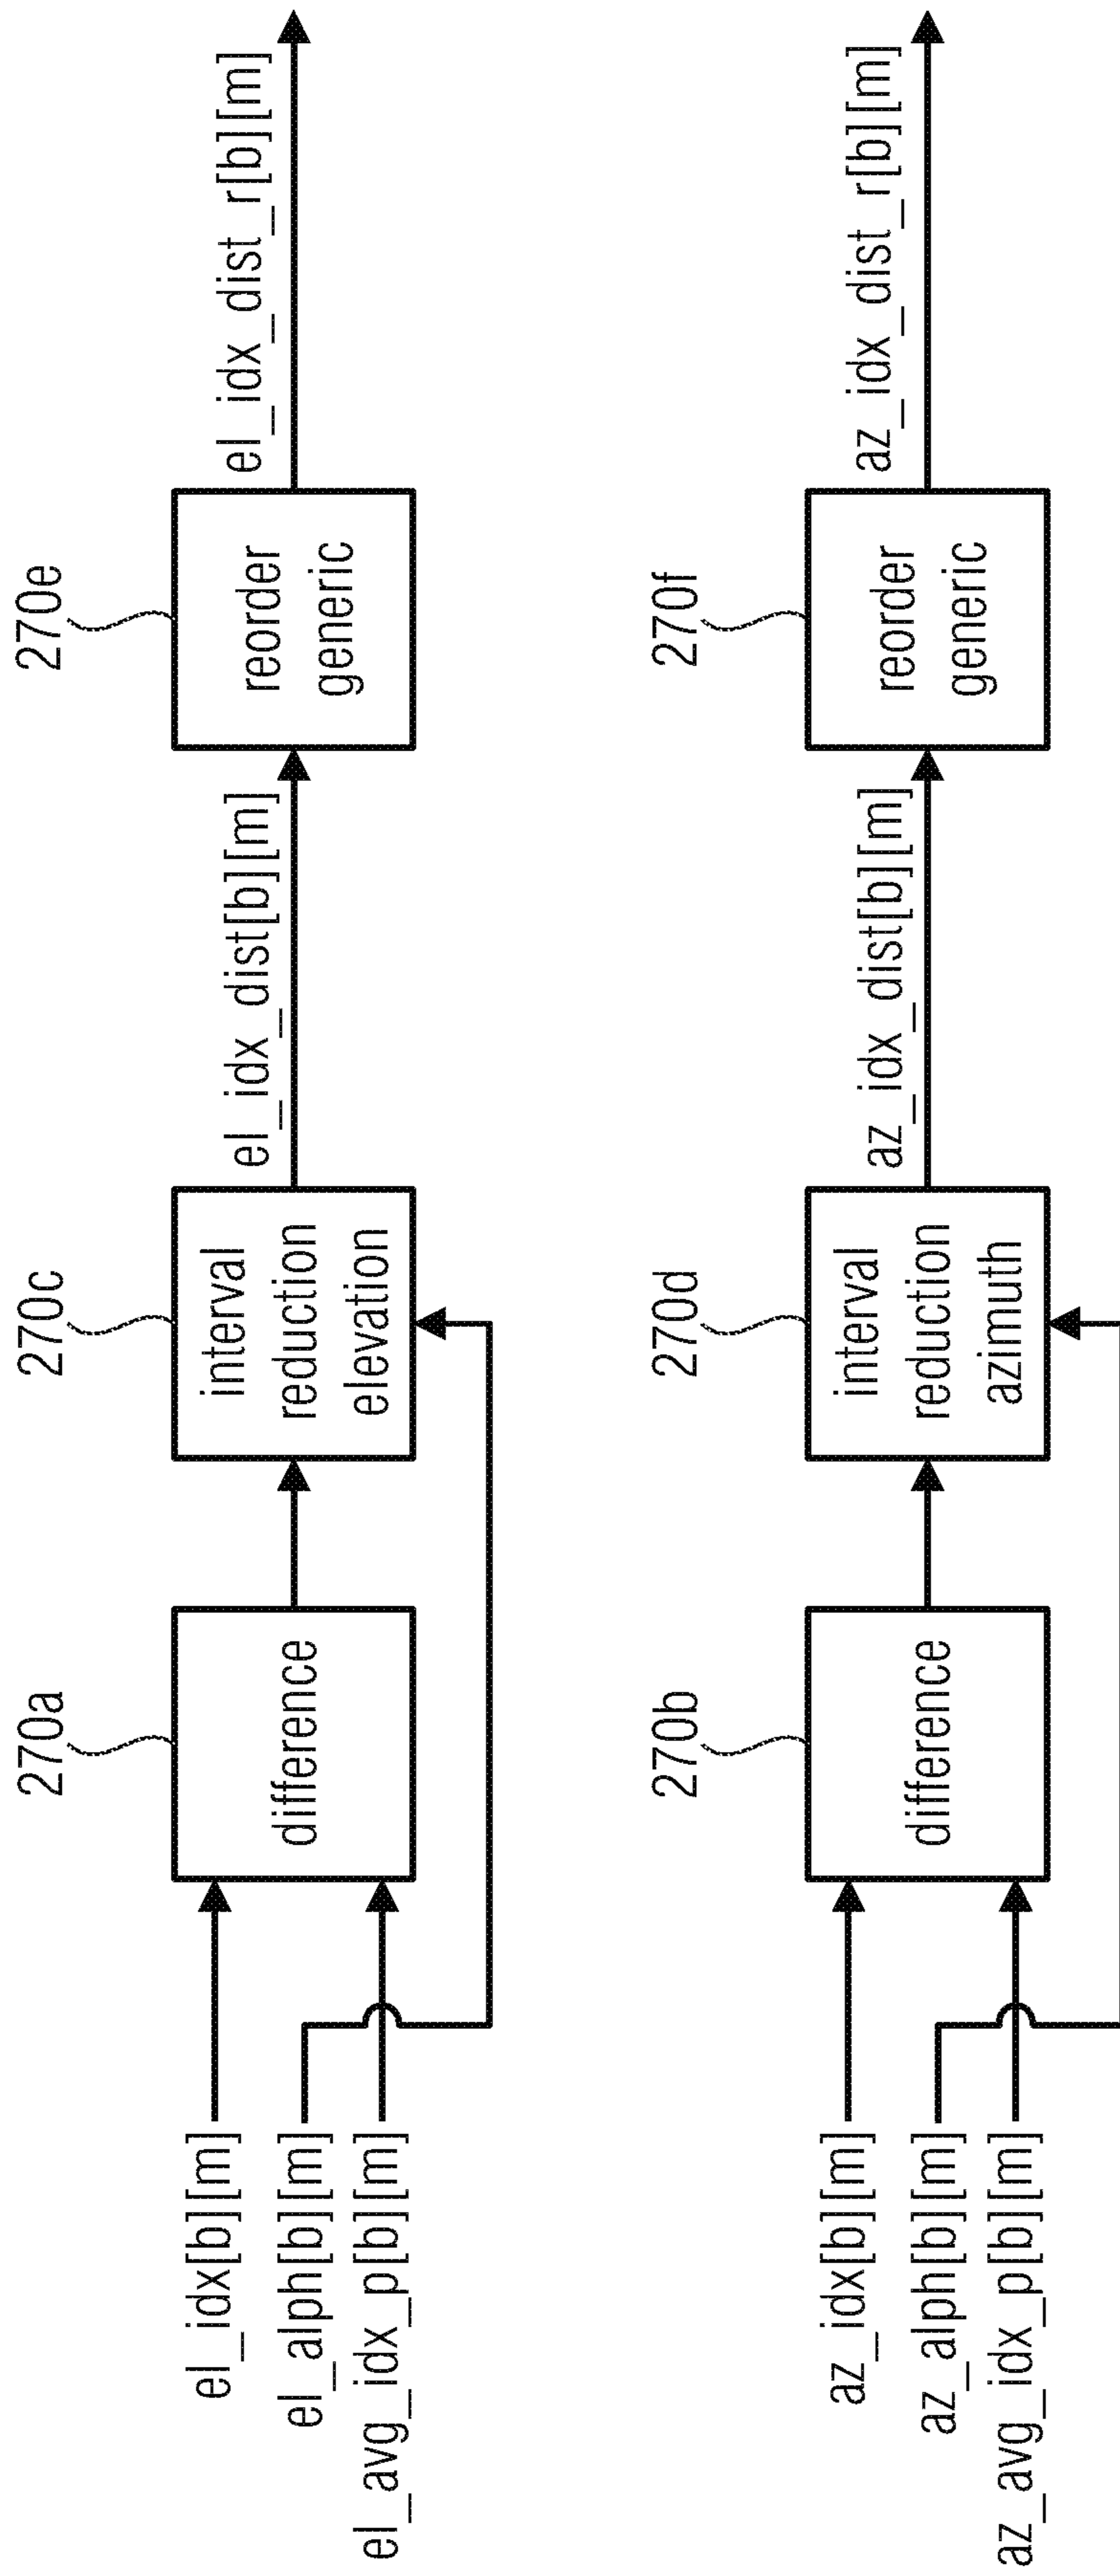 270a
270c
270e
el_idx[b][m]
el_alph[b][m]
el_avg_idx_p[b][m]
difference
interval
reduction
elevation
el_idx_dist[b][m]
reorder
generic
el_idx_dist_r[b][m]
270b
270d
270f
az_idx[b][m]
az_alph[b][m]
az_avg_idx_p[b][m]
difference
interval
reduction
azimuth
az_idx_dist[b][m]
reorder
generic
az_idx_dist_r[b][m]